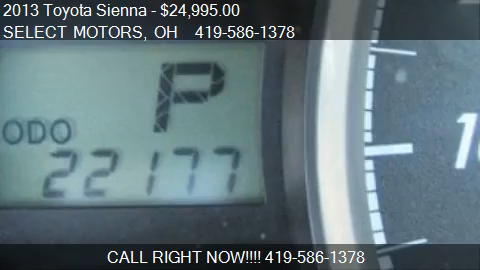 2013 Toyota Sienna - $24,995.00
SELECT MOTORS, OH 419-586-1378
P
ODO
22177
CALL RIGHT NOW!!!! 419-586-1378